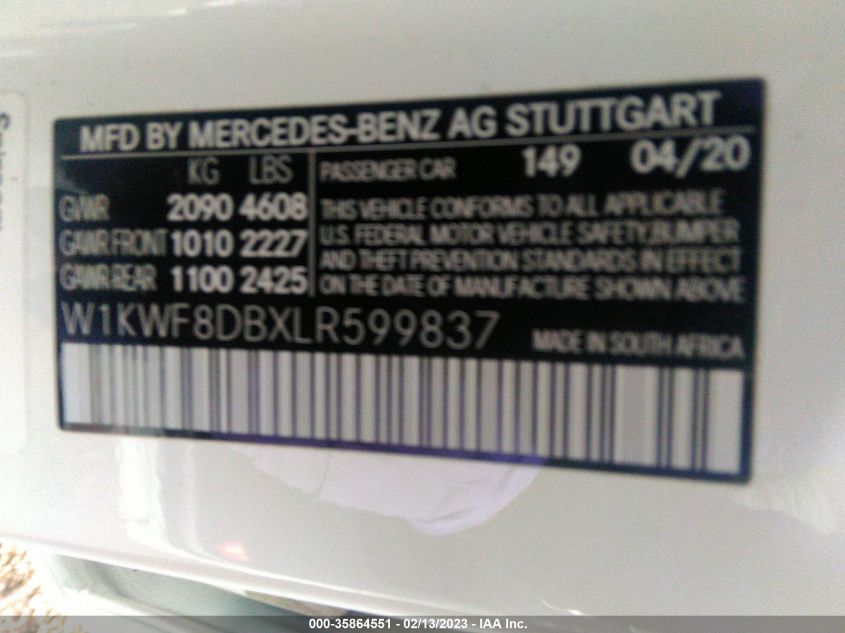 MFD BY MERCEDES-BENZ AG STUTTGART
KG LBS
GVWR 2090 4608
GAWR FRONT 1010 2227
GAWR REAR 1100 2425
PASSENGER CAR 149 04/20
THIS VEHICLE CONFORMS TO ALL APPLICABLE
U.S. FEDERAL MOTOR VEHICLE SAFETY,BUMPER
AND THEFT PREVENTION STANDARDS IN EFFECT
ON THE DATE OF MANUFACTURE SHOWN ABOVE
W1KWF8DBXLR599837
MADE IN SOUTH AFRICA
000-35864551 - 02/13/2023 - IAA Inc.